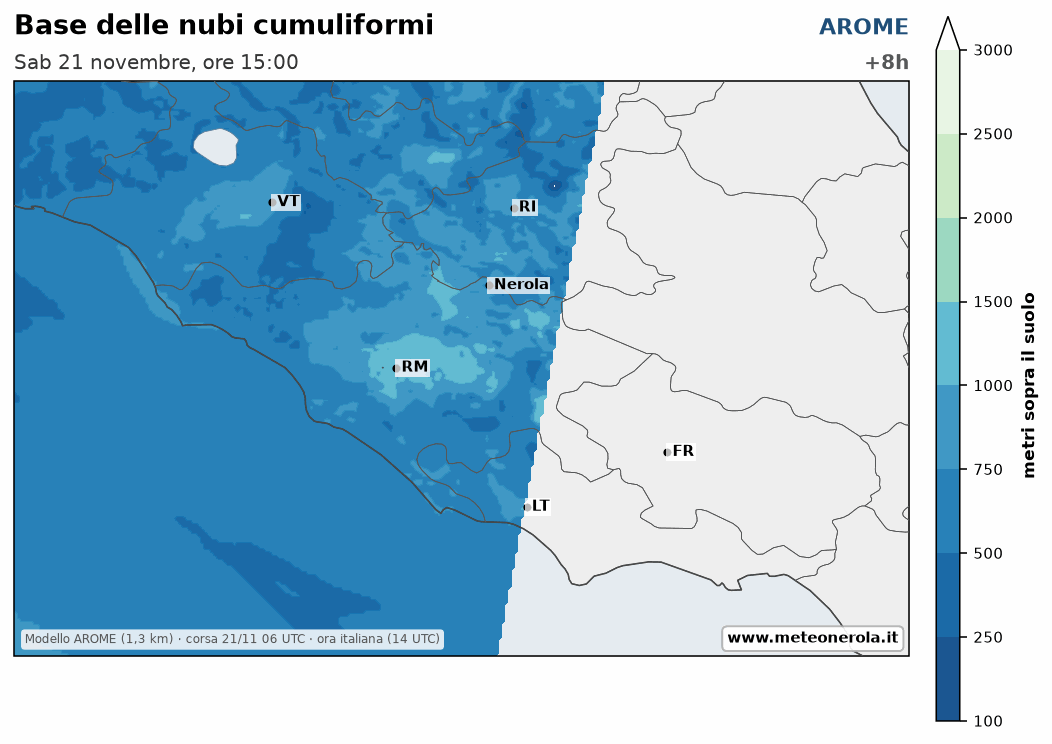 Base delle nubi cumuliformi
AROME
Sab 21 novembre, ore 15:00
+8h
3000
2500
2000
1500
1000
750
500
250
100
metri sopra il suolo
VT
RI
Nerola
RM
FR
LT
Modello AROME (1,3 km) · corsa 21/11 06 UTC · ora italiana (14 UTC)
www.meteonerola.it